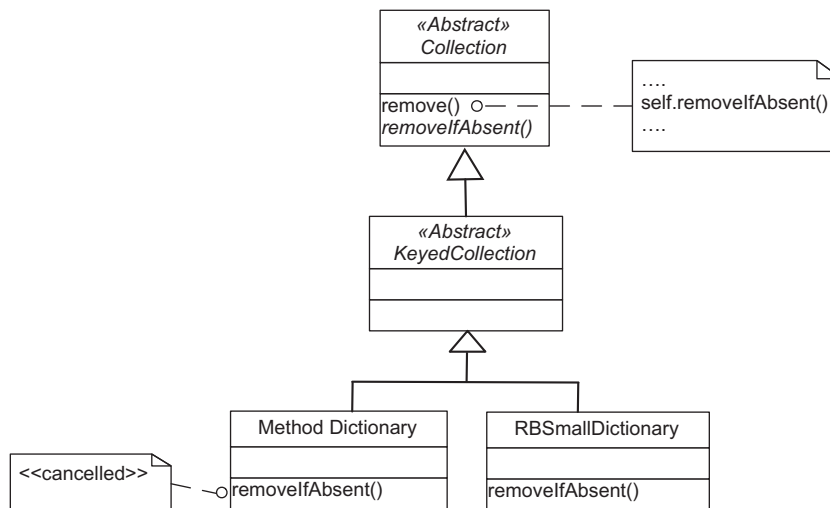 «Abstract»
Collection
remove()
removeIfAbsent()
....
self.removeIfAbsent()
....
«Abstract»
KeyedCollection
Method Dictionary
removeIfAbsent()
RBSmallDictionary
removeIfAbsent()
<<cancelled>>